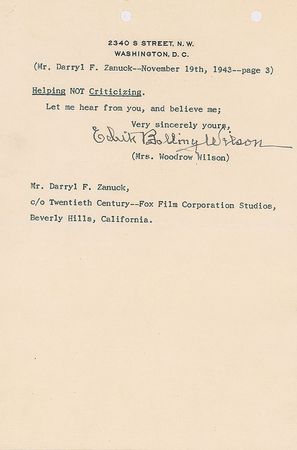 2340 S STREET, N.W.
WASHINGTON, D.C.
(Mr. Darryl F. Zanuck--November 19th, 1943--page 3)
Helping NOT Criticizing.
Let me hear from you, and believe me;
Very sincerely yours,
Edith Bolling Wilson
(Mrs. Woodrow Wilson)
Mr. Darryl F. Zanuck,
c/o Twentieth Century--Fox Film Corporation Studios,
Beverly Hills, California.